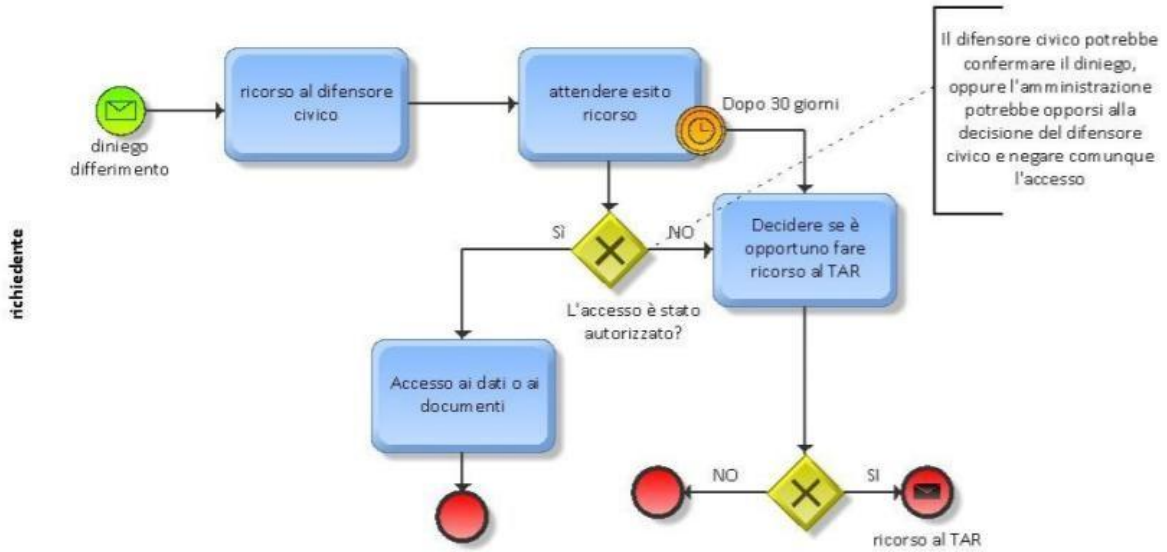 richiedente
diniego
differimento
ricorso al difensore
civico
attendere esito
ricorso
Dopo 30 giorni
Il difensore civico potrebbe
confermare il diniego,
oppure l'amministrazione
potrebbe opporsi alla
decisione del difensore
civico e negare comunque
l'accesso
Sì
NO
L'accesso è stato
autorizzato?
Decidere se è
opportuno fare
ricorso al TAR
Accesso ai dati o ai
documenti
NO
SI
ricorso al TAR